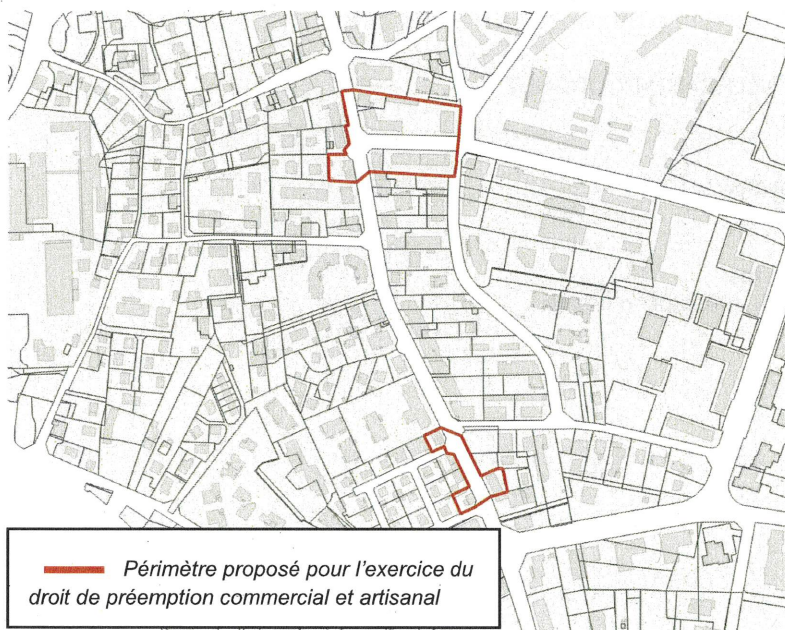 Périmètre proposé pour l'exercice du
droit de préemption commercial et artisanal